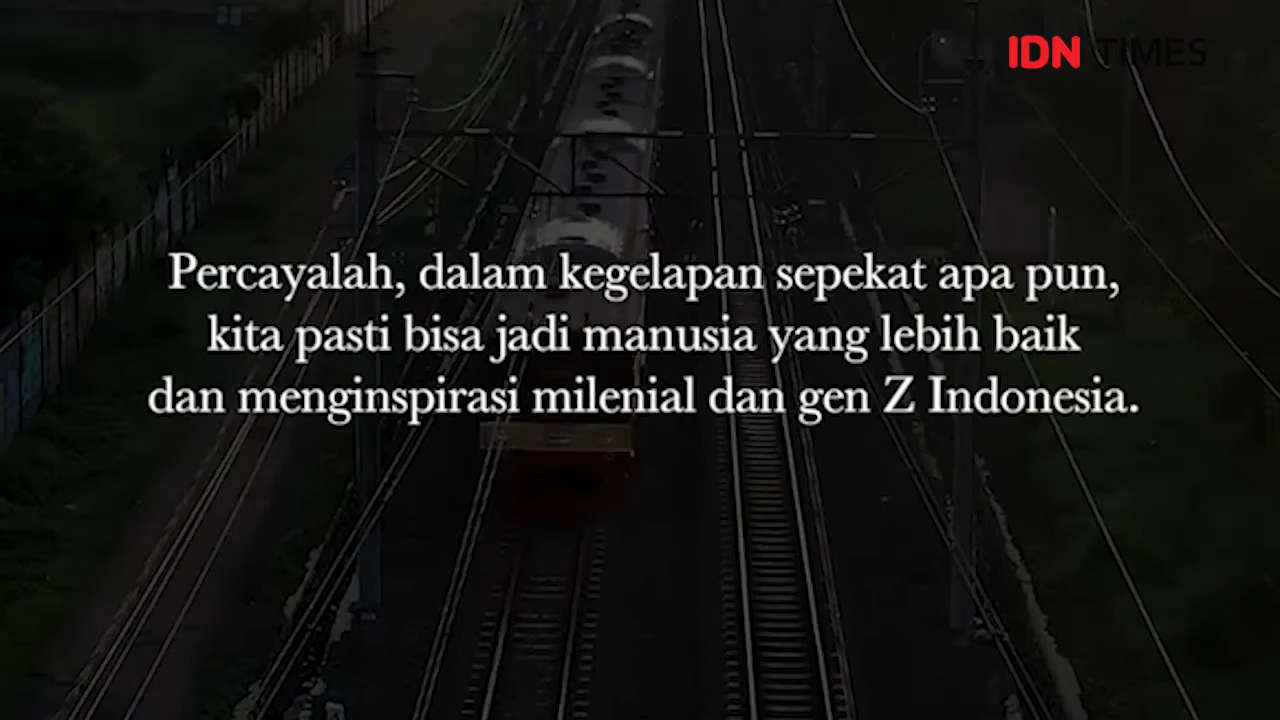 IDN TIMES
Percayalah, dalam kegelapan sepekat apa pun,
kita pasti bisa jadi manusia yang lebih baik
dan menginspirasi milenial dan gen Z Indonesia.